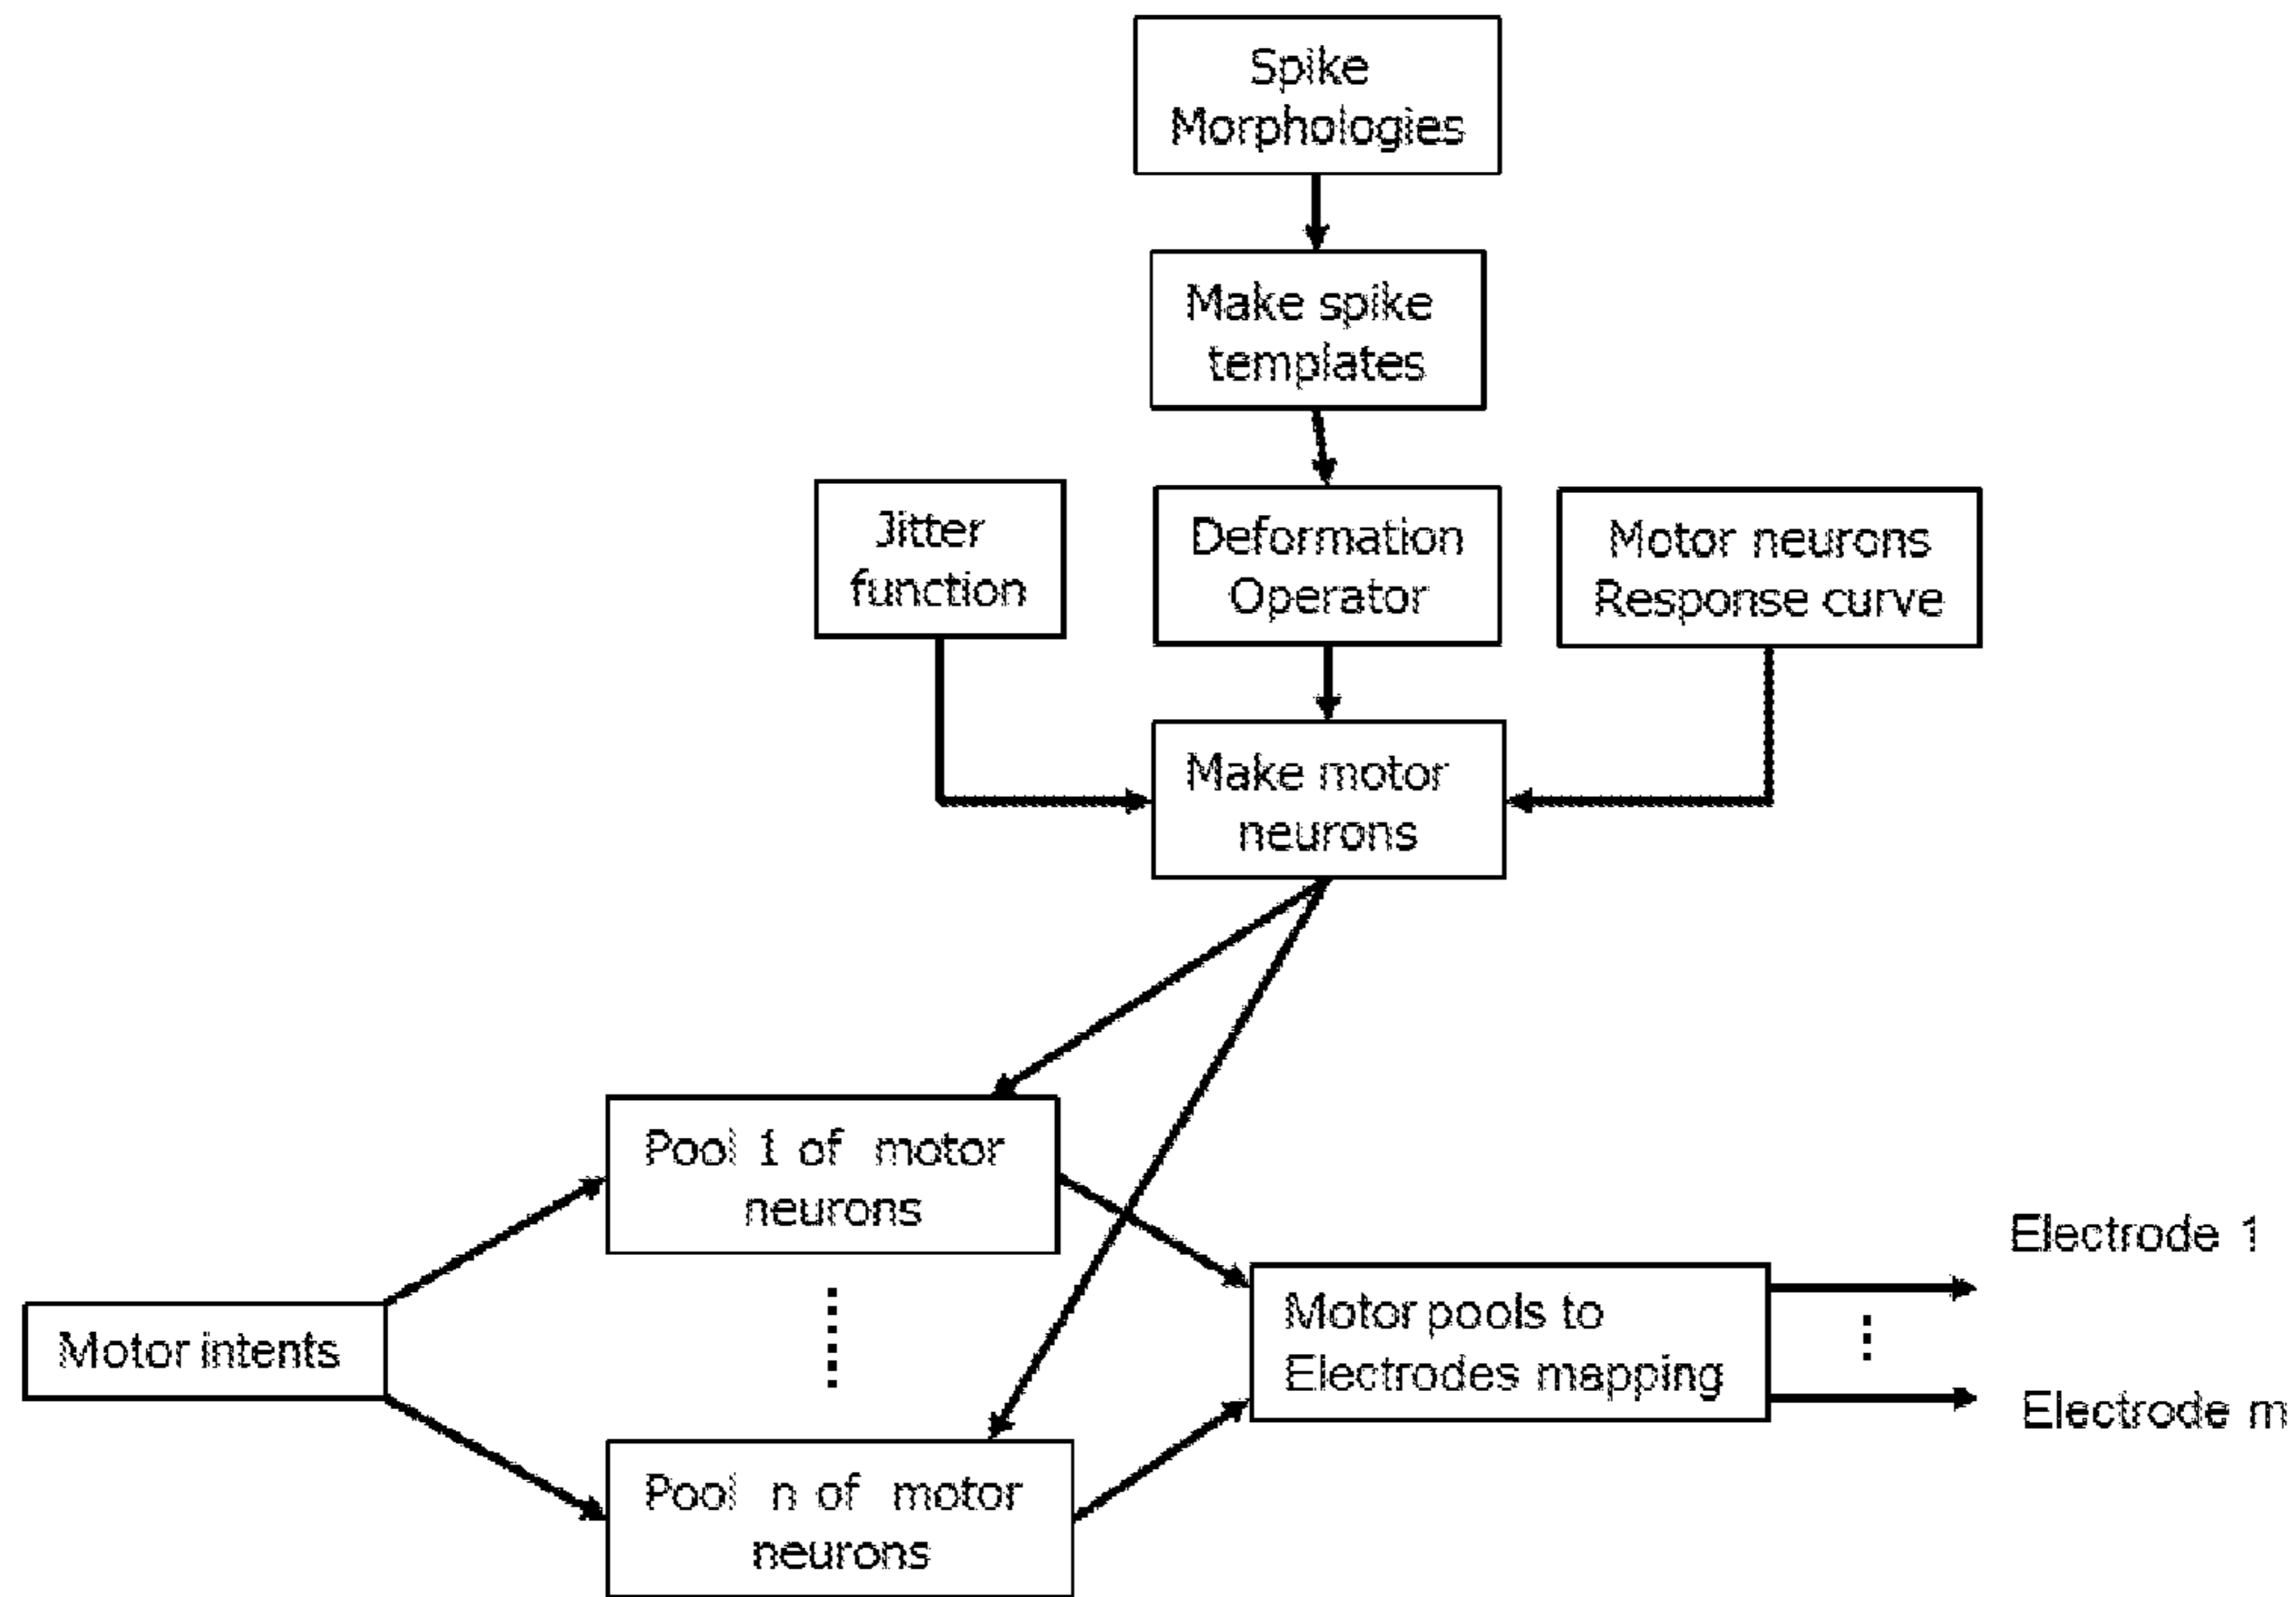 Spike
Morphologies
Make spike
templates
Jitter
function
Deformation
Operator
Motor neurons
Response curve
Make motor
neurons
Pool 1 of motor
neurons
Motor intents
Pool n of motor
neurons
Motor pools to
Electrodes mapping
Electrode 1
Electrode m